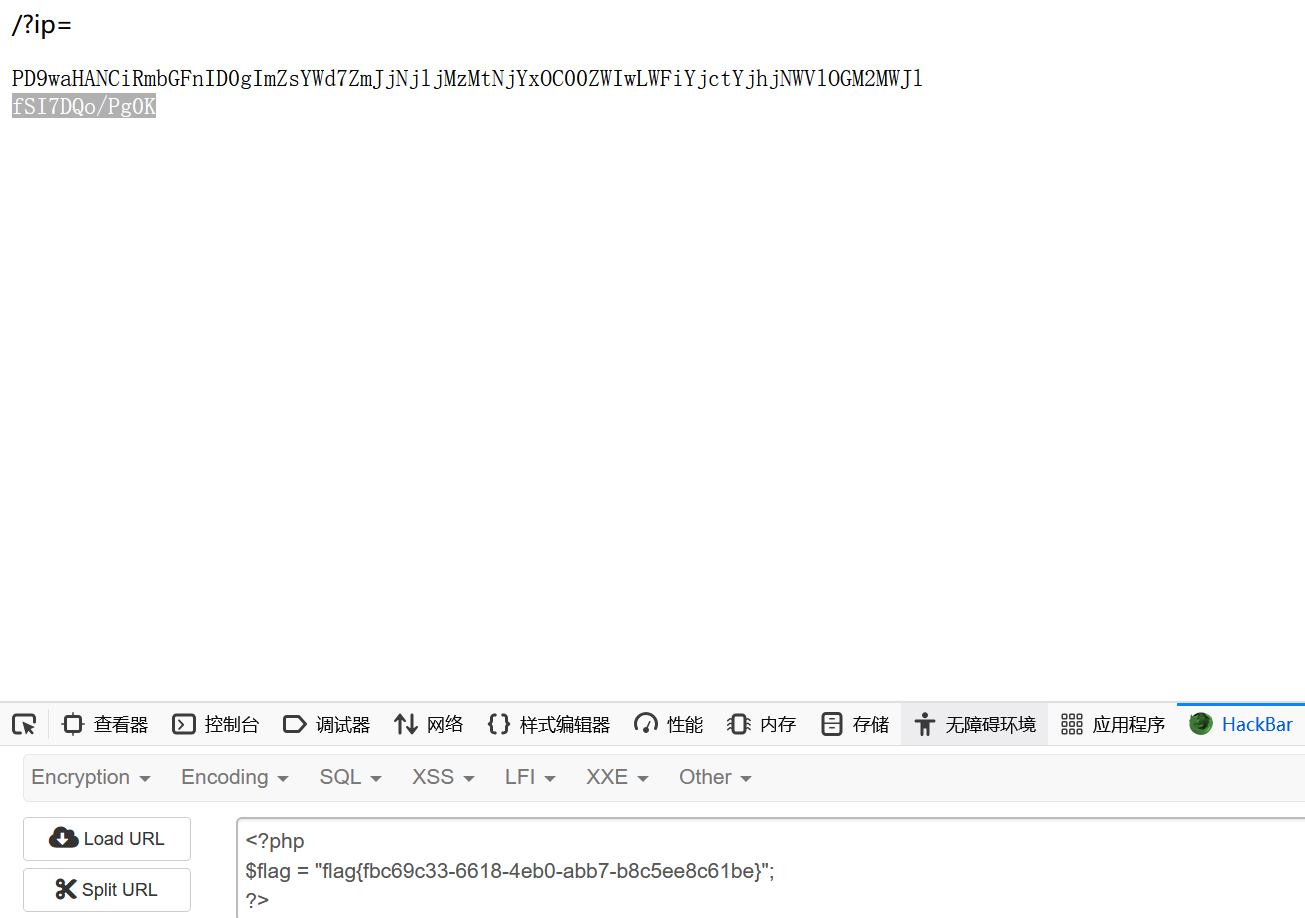 /?ip=
PD9waHANCiRmbGFnID0gImZsYWd7ZmJjNjljMzMtNjYxOC00ZWIwLWFiYjctYjhjNWVlOGM2MWJl
fSI7DQo/Pg0K
查看器 控制台 调试器 网络 样式编辑器 性能 内存 存储 无障碍环境 应用程序 HackBar
Encryption Encoding SQL XSS LFI XXE Other
Load URL
Split URL
<?php
$flag = "flag{fbc69c33-6618-4eb0-abb7-b8c5ee8c61be}";
?>